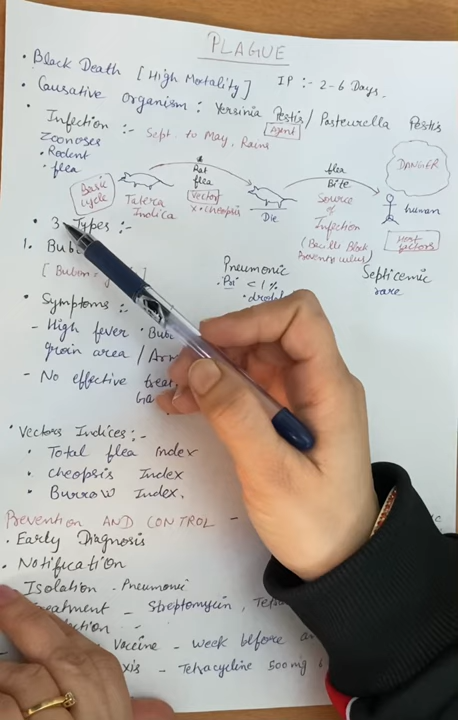 PLAGUE
• Black Death [High Mortality] IP :- 2-6 Days.
• Causative organism : Yersinia Pestis / Pasteurella Pestis
• Infection :- Sept to May, Rains
Agent
Zoonoses
• Rodent
• flea
Basic cycle
Tatera Indica
Rat flea
Vector
X. Cheopsis
Die
flea Bite
Source of Infection
DANGER
human
Host factors
• 3 Types :-
1. Bub
Pneumonic
< 1%
Septicemic
rare
• Symptoms :-
- High fever • Bub
groin area /
- No effective
• Vectors Indices :-
• Total flea Index
• Cheopsis Index
• Burrow Index.
Prevention AND CONTROL -
• Early Diagnosis
• Notification
Isolation - Pneumonic
Treatment - Streptomycin,
Vaccine - Week before
- Tetracycline 500mg